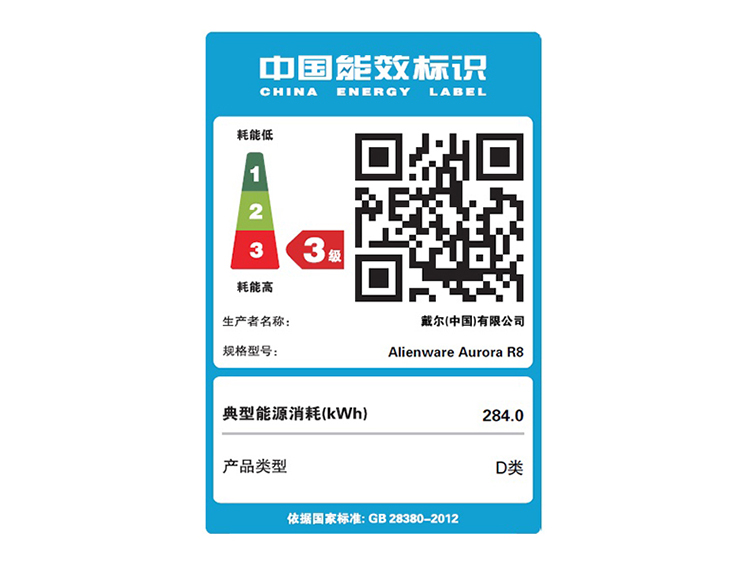 中国能效标识
CHINA ENERGY LABEL
耗能低
1
2
3
3级
耗能高
生产者名称: 戴尔(中国)有限公司
规格型号: Alienware Aurora R8
典型能源消耗(kWh) 284.0
产品类型 D类
依据国家标准: GB 28380-2012